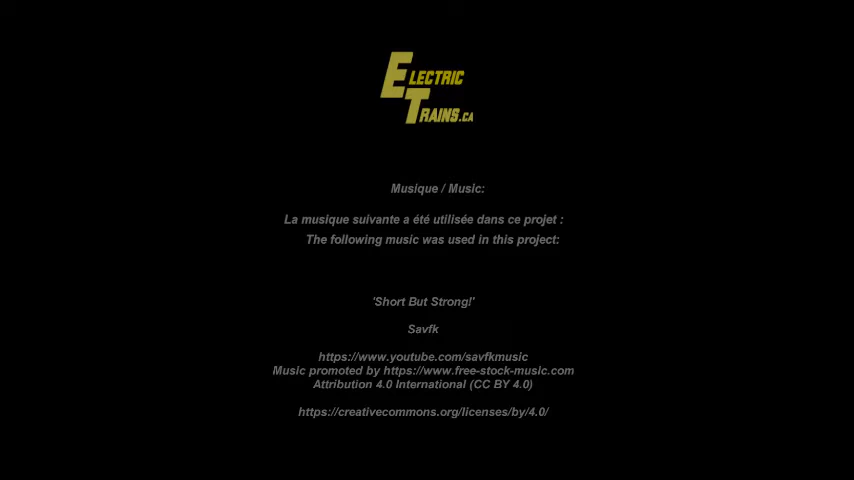 ELECTRIC
TRAINS.CA
Musique / Music:
La musique suivante a été utilisée dans ce projet :
The following music was used in this project:
'Short But Strong!'
Savfk
https://www.youtube.com/savfkmusic
Music promoted by https://www.free-stock-music.com
Attribution 4.0 International (CC BY 4.0)
https://creativecommons.org/licenses/by/4.0/